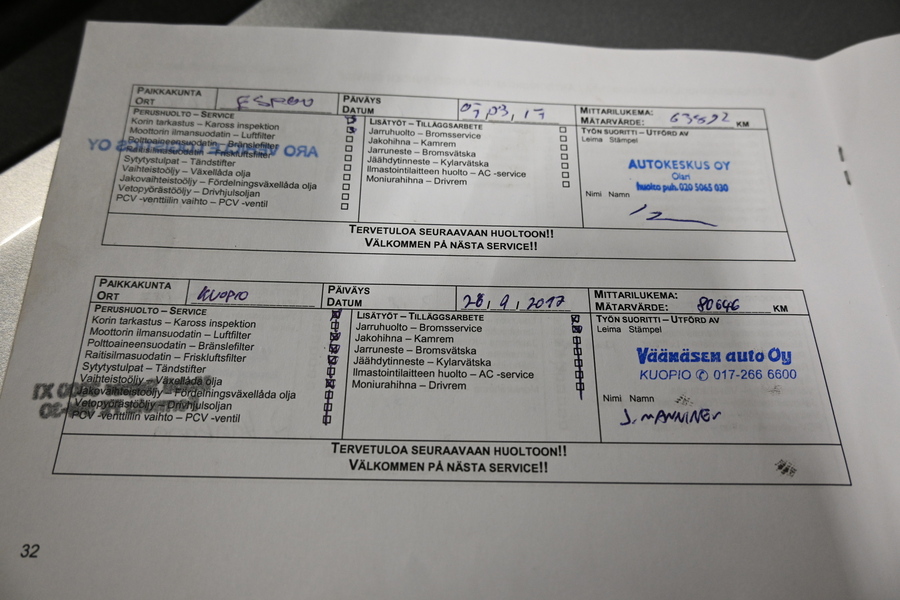 PAIKKAKUNTA
ORT ESPOO
PÄIVÄYS
DATUM
MITTARILUKEMA:
MÄTARVÄRDE: KM
PERUSHUOLTO – SERVICE
Korin tarkastus – Kaross inspektion
Moottorin ilmansuodatin – Luftfilter
Polttoaineensuodatin – Bränslefilter
Raitisilmasuodatin – Friskluftsfilter
Sytytystulpat – Tändstifter
Vaihteistoöljy – Växellåda olja
Jakovaihteistoöljy – Fördelningsväxellåda olja
Vetopyörästööljy – Drivhjulsoljan
PCV -venttiilin vaihto – PCV -ventil
LISÄTYÖT – TILLÄGGSARBETE
Jarruhuolto – Bromsservice
Jakohihna – Kamrem
Jarruneste – Bromsvätska
Jäähdytinneste – Kylarvätska
Ilmastointilaitteen huolto – AC -service
Moniurahihna – Drivrem
TYÖN SUORITTI – UTFÖRD AV
Leima Stämpel
AUTOKESKUS OY
Olari
huolto puh. 020 5065 030
Nimi Namn
TERVETULOA SEURAAVAAN HUOLTOON!!
VÄLKOMMEN PÅ NÄSTA SERVICE!!
PAIKKAKUNTA
ORT Kuopio
PÄIVÄYS
DATUM 28.9.2017
MITTARILUKEMA:
MÄTARVÄRDE: 80646 KM
PERUSHUOLTO – SERVICE
Korin tarkastus – Kaross inspektion
Moottorin ilmansuodatin – Luftfilter
Polttoaineensuodatin – Bränslefilter
Raitisilmasuodatin – Friskluftsfilter
Sytytystulpat – Tändstifter
Vaihteistoöljy – Växellåda olja
Jakovaihteistoöljy – Fördelningsväxellåda olja
Vetopyörästööljy – Drivhjulsoljan
PCV -venttiilin vaihto – PCV -ventil
LISÄTYÖT – TILLÄGGSARBETE
Jarruhuolto – Bromsservice
Jakohihna – Kamrem
Jarruneste – Bromsvätska
Jäähdytinneste – Kylarvätska
Ilmastointilaitteen huolto – AC -service
Moniurahihna – Drivrem
TYÖN SUORITTI – UTFÖRD AV
Leima Stämpel
Väänäsen auto Oy
KUOPIO ✆ 017-266 6600
Nimi Namn
J. MANNINEN
TERVETULOA SEURAAVAAN HUOLTOON!!
VÄLKOMMEN PÅ NÄSTA SERVICE!!
32